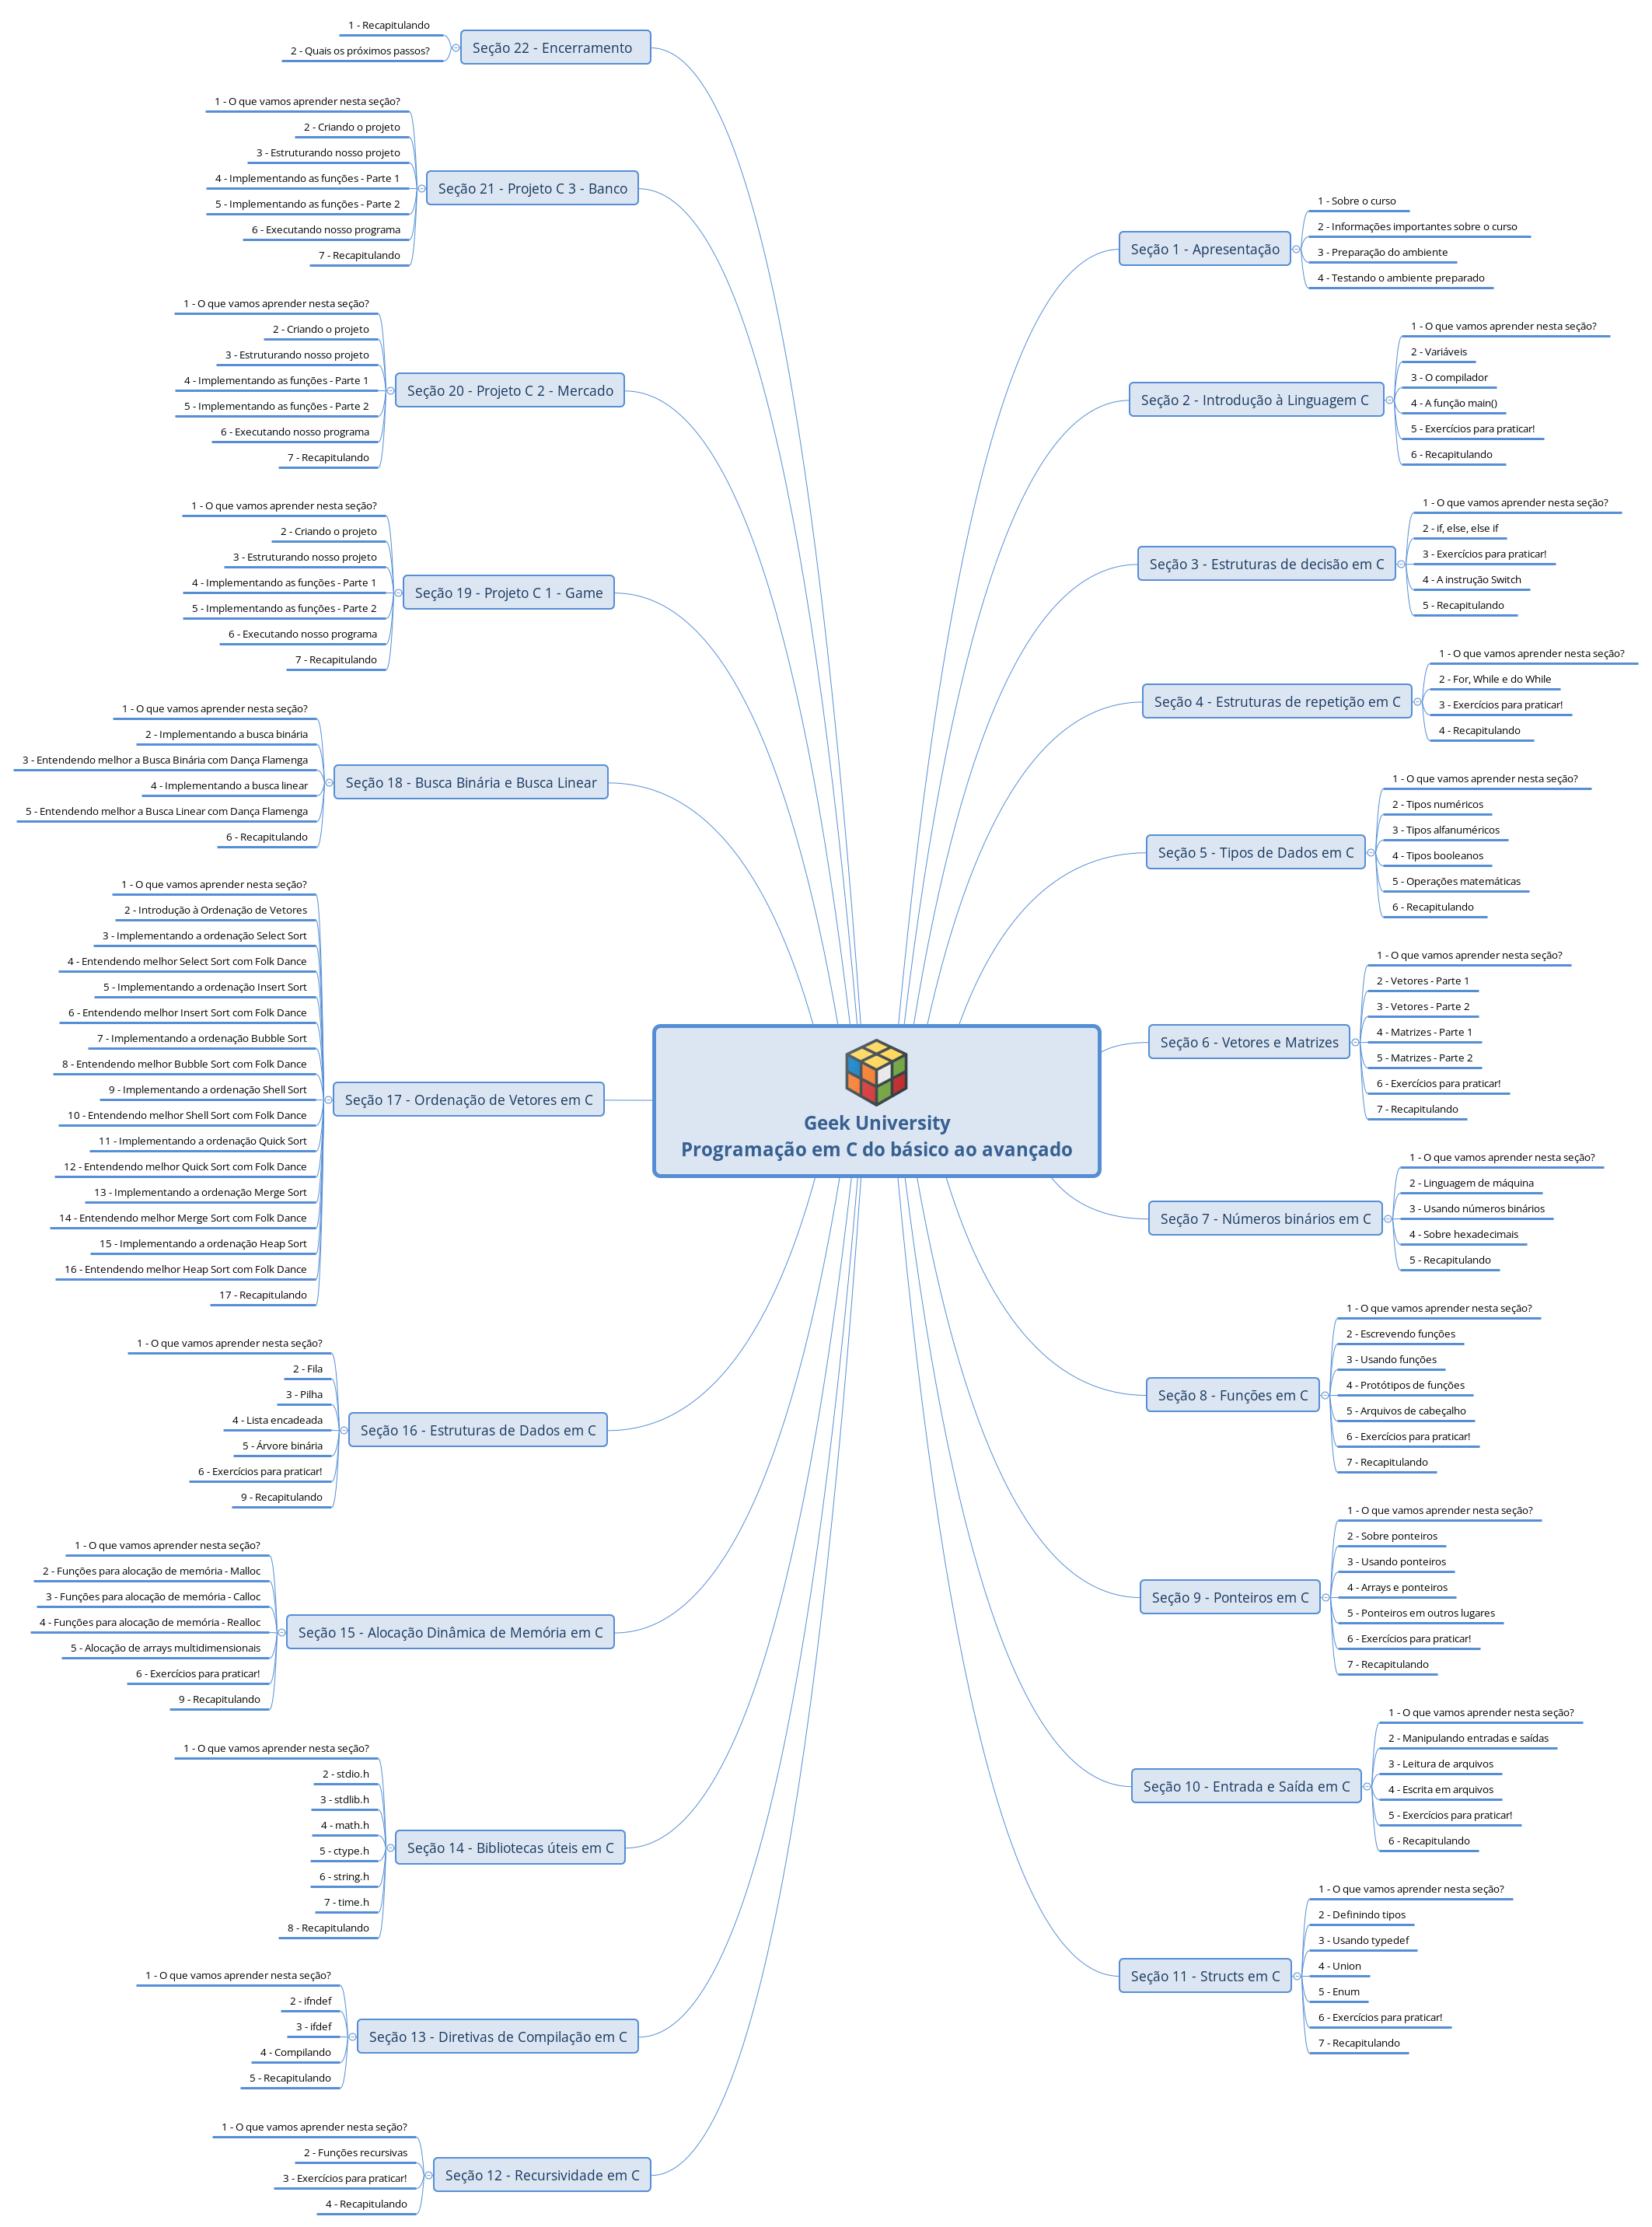 Geek University
Programação em C do básico ao avançado
Seção 1 - Apresentação
1 - Sobre o curso
2 - Informações importantes sobre o curso
3 - Preparação do ambiente
4 - Testando o ambiente preparado
Seção 2 - Introdução à Linguagem C
1 - O que vamos aprender nesta seção?
2 - Variáveis
3 - O compilador
4 - A função main()
5 - Exercícios para praticar!
6 - Recapitulando
Seção 3 - Estruturas de decisão em C
1 - O que vamos aprender nesta seção?
2 - if, else, else if
3 - Exercícios para praticar!
4 - A instrução Switch
5 - Recapitulando
Seção 4 - Estruturas de repetição em C
1 - O que vamos aprender nesta seção?
2 - For, While e do While
3 - Exercícios para praticar!
4 - Recapitulando
Seção 5 - Tipos de Dados em C
1 - O que vamos aprender nesta seção?
2 - Tipos numéricos
3 - Tipos alfanuméricos
4 - Tipos booleanos
5 - Operações matemáticas
6 - Recapitulando
Seção 6 - Vetores e Matrizes
1 - O que vamos aprender nesta seção?
2 - Vetores - Parte 1
3 - Vetores - Parte 2
4 - Matrizes - Parte 1
5 - Matrizes - Parte 2
6 - Exercícios para praticar!
7 - Recapitulando
Seção 7 - Números binários em C
1 - O que vamos aprender nesta seção?
2 - Linguagem de máquina
3 - Usando números binários
4 - Sobre hexadecimais
5 - Recapitulando
Seção 8 - Funções em C
1 - O que vamos aprender nesta seção?
2 - Escrevendo funções
3 - Usando funções
4 - Protótipos de funções
5 - Arquivos de cabeçalho
6 - Exercícios para praticar!
7 - Recapitulando
Seção 9 - Ponteiros em C
1 - O que vamos aprender nesta seção?
2 - Sobre ponteiros
3 - Usando ponteiros
4 - Arrays e ponteiros
5 - Ponteiros em outros lugares
6 - Exercícios para praticar!
7 - Recapitulando
Seção 10 - Entrada e Saída em C
1 - O que vamos aprender nesta seção?
2 - Manipulando entradas e saídas
3 - Leitura de arquivos
4 - Escrita em arquivos
5 - Exercícios para praticar!
6 - Recapitulando
Seção 11 - Structs em C
1 - O que vamos aprender nesta seção?
2 - Definindo tipos
3 - Usando typedef
4 - Union
5 - Enum
6 - Exercícios para praticar!
7 - Recapitulando
Seção 12 - Recursividade em C
1 - O que vamos aprender nesta seção?
2 - Funções recursivas
3 - Exercícios para praticar!
4 - Recapitulando
Seção 13 - Diretivas de Compilação em C
1 - O que vamos aprender nesta seção?
2 - ifndef
3 - ifdef
4 - Compilando
5 - Recapitulando
Seção 14 - Bibliotecas úteis em C
1 - O que vamos aprender nesta seção?
2 - stdio.h
3 - stdlib.h
4 - math.h
5 - ctype.h
6 - string.h
7 - time.h
8 - Recapitulando
Seção 15 - Alocação Dinâmica de Memória em C
1 - O que vamos aprender nesta seção?
2 - Funções para alocação de memória - Malloc
3 - Funções para alocação de memória - Calloc
4 - Funções para alocação de memória - Realloc
5 - Alocação de arrays multidimensionais
6 - Exercícios para praticar!
9 - Recapitulando
Seção 16 - Estruturas de Dados em C
1 - O que vamos aprender nesta seção?
2 - Fila
3 - Pilha
4 - Lista encadeada
5 - Árvore binária
6 - Exercícios para praticar!
9 - Recapitulando
Seção 17 - Ordenação de Vetores em C
1 - O que vamos aprender nesta seção?
2 - Introdução à Ordenação de Vetores
3 - Implementando a ordenação Select Sort
4 - Entendendo melhor Select Sort com Folk Dance
5 - Implementando a ordenação Insert Sort
6 - Entendendo melhor Insert Sort com Folk Dance
7 - Implementando a ordenação Bubble Sort
8 - Entendendo melhor Bubble Sort com Folk Dance
9 - Implementando a ordenação Shell Sort
10 - Entendendo melhor Shell Sort com Folk Dance
11 - Implementando a ordenação Quick Sort
12 - Entendendo melhor Quick Sort com Folk Dance
13 - Implementando a ordenação Merge Sort
14 - Entendendo melhor Merge Sort com Folk Dance
15 - Implementando a ordenação Heap Sort
16 - Entendendo melhor Heap Sort com Folk Dance
17 - Recapitulando
Seção 18 - Busca Binária e Busca Linear
1 - O que vamos aprender nesta seção?
2 - Implementando a busca binária
3 - Entendendo melhor a Busca Binária com Dança Flamenga
4 - Implementando a busca linear
5 - Entendendo melhor a Busca Linear com Dança Flamenga
6 - Recapitulando
Seção 19 - Projeto C 1 - Game
1 - O que vamos aprender nesta seção?
2 - Criando o projeto
3 - Estruturando nosso projeto
4 - Implementando as funções - Parte 1
5 - Implementando as funções - Parte 2
6 - Executando nosso programa
7 - Recapitulando
Seção 20 - Projeto C 2 - Mercado
1 - O que vamos aprender nesta seção?
2 - Criando o projeto
3 - Estruturando nosso projeto
4 - Implementando as funções - Parte 1
5 - Implementando as funções - Parte 2
6 - Executando nosso programa
7 - Recapitulando
Seção 21 - Projeto C 3 - Banco
1 - O que vamos aprender nesta seção?
2 - Criando o projeto
3 - Estruturando nosso projeto
4 - Implementando as funções - Parte 1
5 - Implementando as funções - Parte 2
6 - Executando nosso programa
7 - Recapitulando
Seção 22 - Encerramento
1 - Recapitulando
2 - Quais os próximos passos?